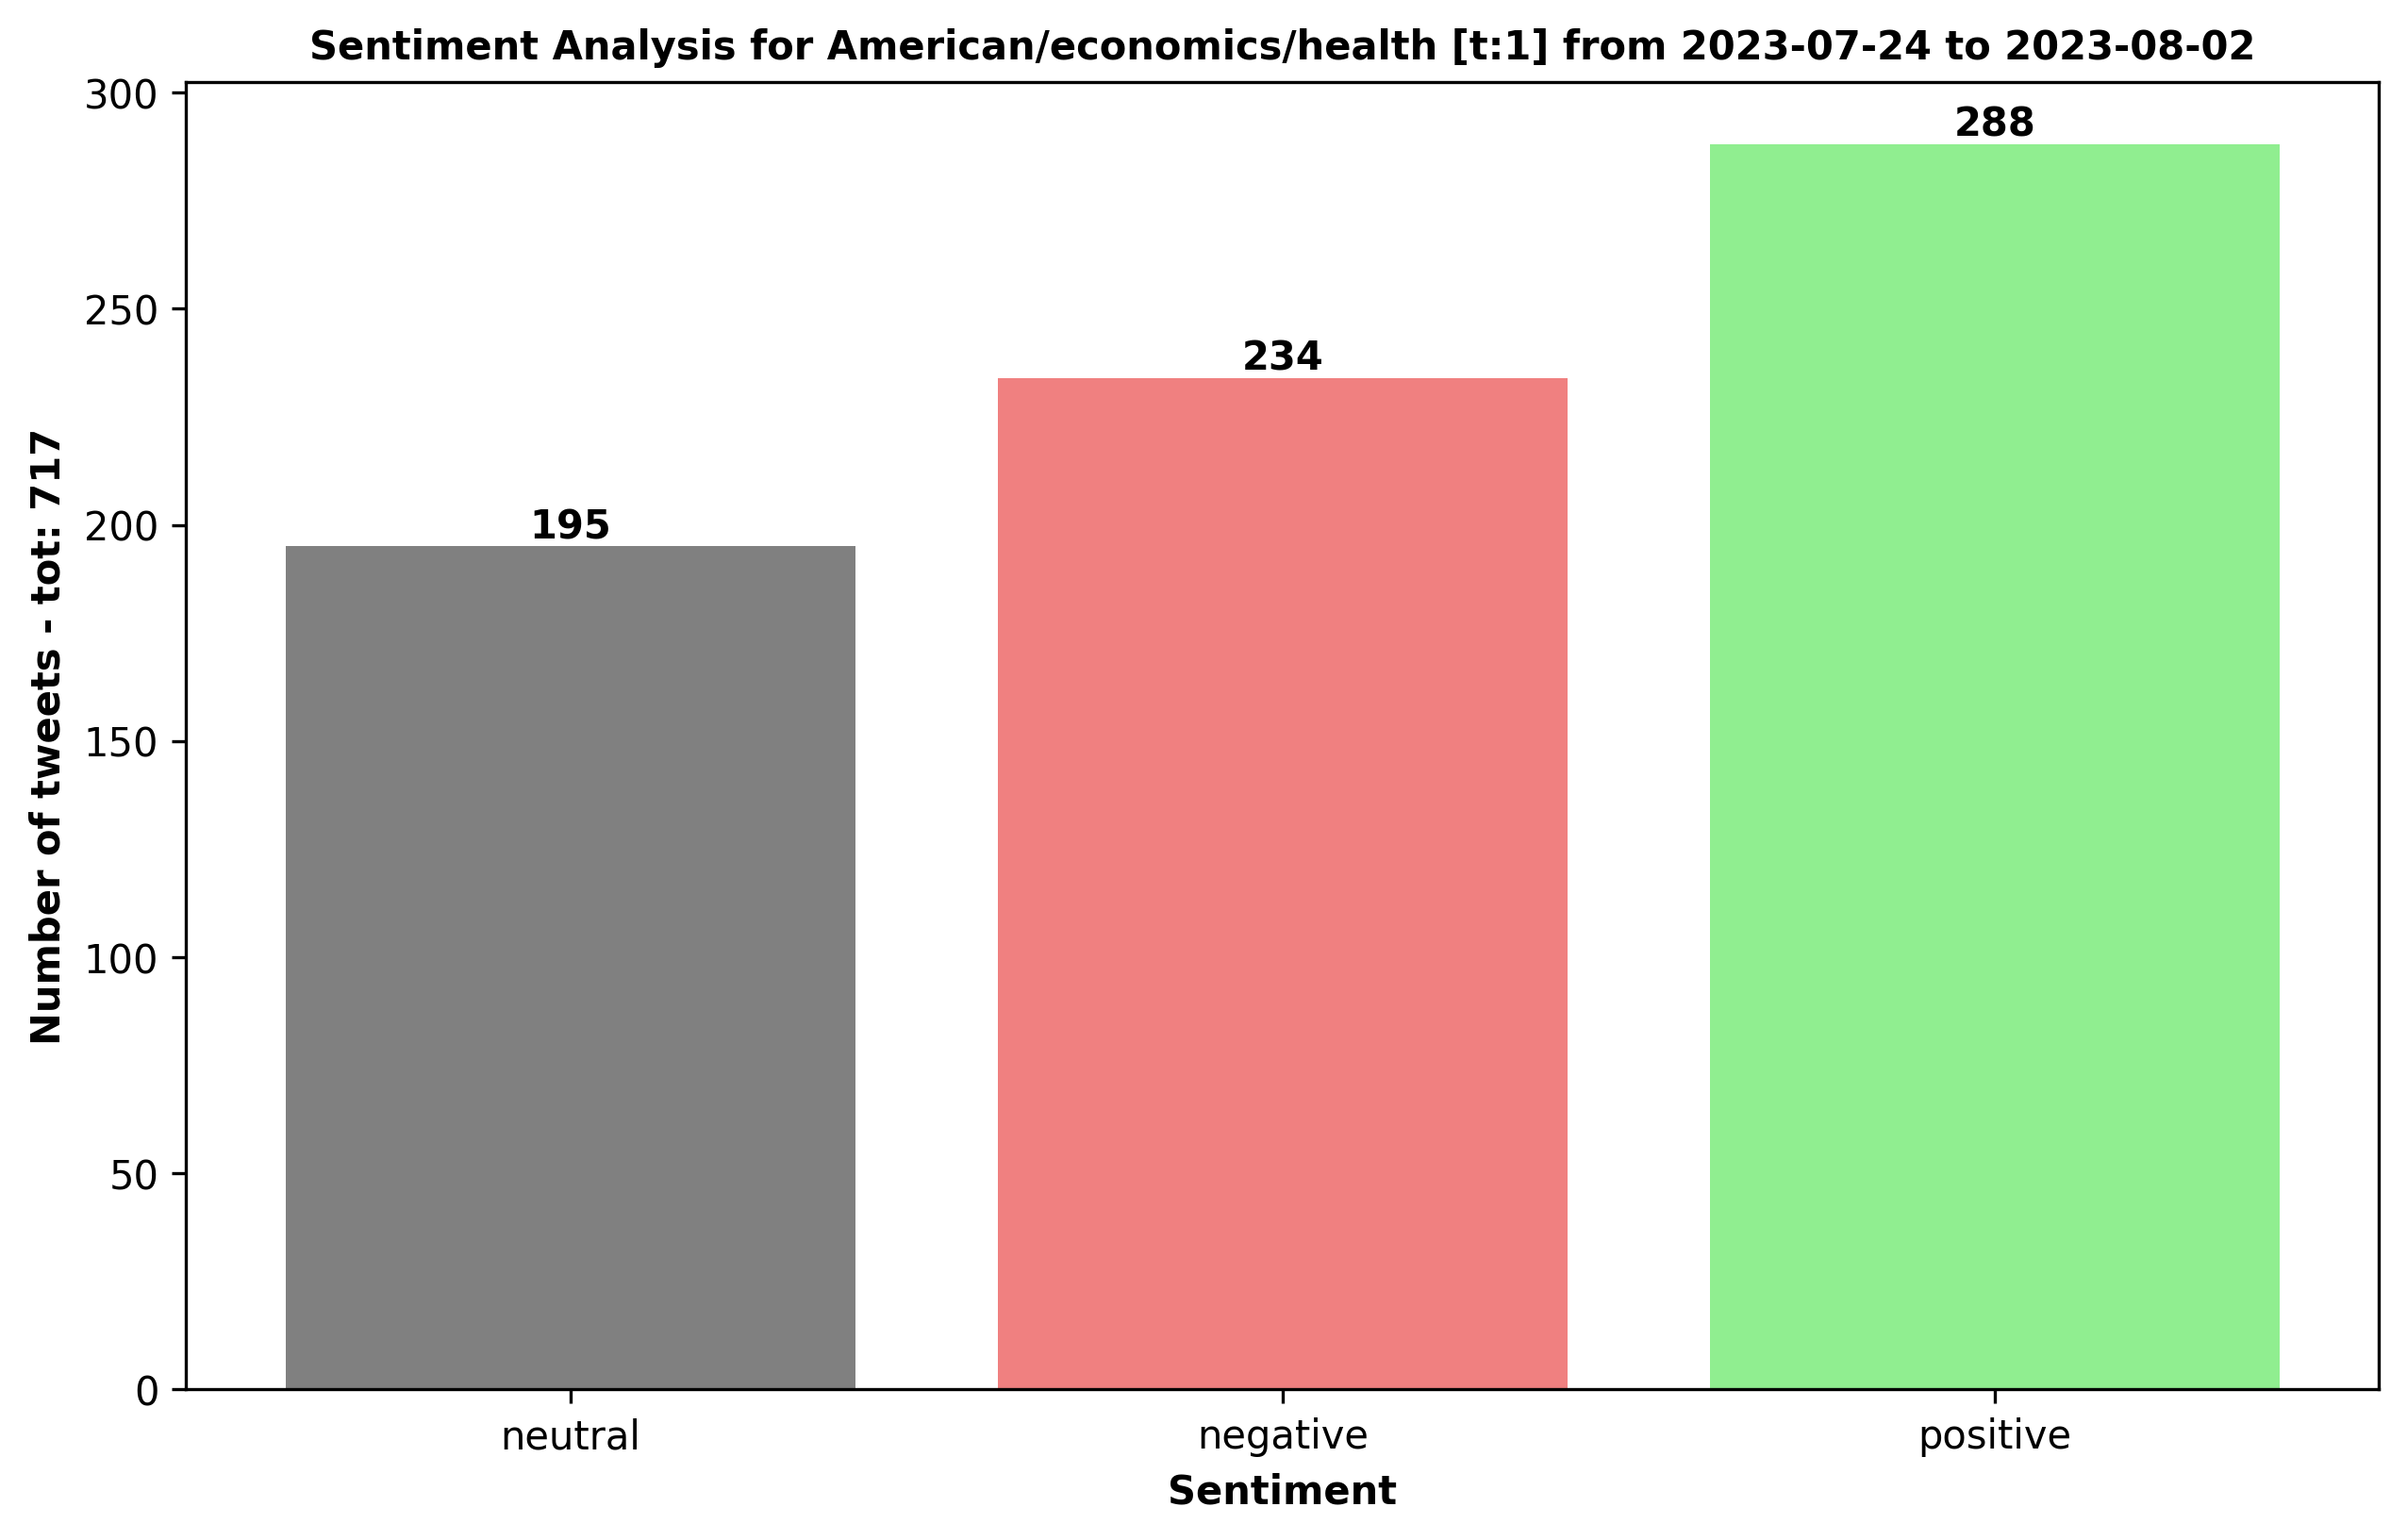 Sentiment Analysis for American/economics/health [t:1] from 2023-07-24 to 2023-08-02
Number of tweets - tot: 717
300
250
200
150
100
50
0
195
234
288
neutral
negative
positive
Sentiment